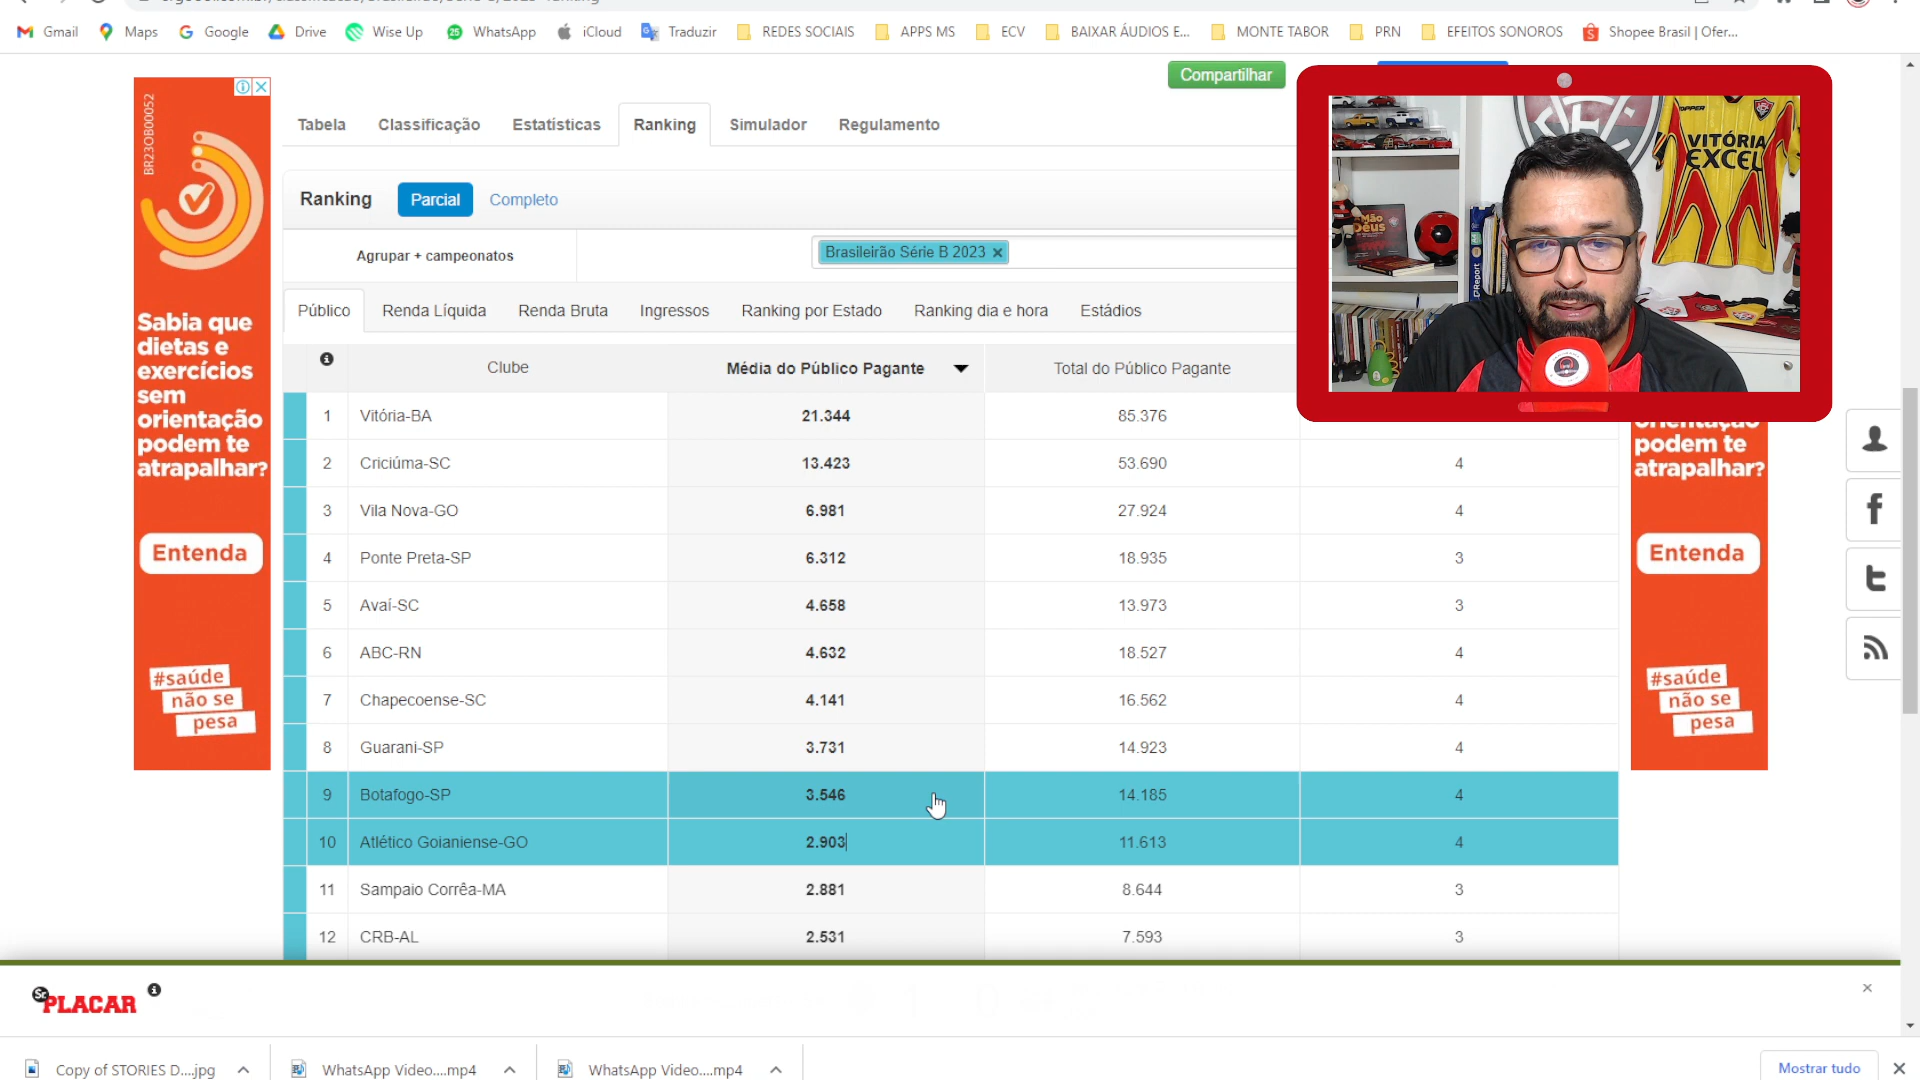 Gmail
Maps
Google
Drive
Wise Up
WhatsApp
iCloud
Traduzir
REDES SOCIAIS
APPS MS
ECV
BAIXAR ÁUDIOS E...
MONTE TABOR
PRN
EFEITOS SONOROS
Shopee Brasil | Ofer...
Compartilhar
Tabela
Classificação
Estatísticas
Ranking
Simulador
Regulamento
Ranking
Parcial
Completo
Agrupar + campeonatos
Brasileirão Série B 2023 ×
Público
Renda Líquida
Renda Bruta
Ingressos
Ranking por Estado
Ranking dia e hora
Estádios
Clube
Média do Público Pagante
Total do Público Pagante
1 Vitória-BA 21.344 85.376
2 Criciúma-SC 13.423 53.690 4
3 Vila Nova-GO 6.981 27.924 4
4 Ponte Preta-SP 6.312 18.935 3
5 Avaí-SC 4.658 13.973 3
6 ABC-RN 4.632 18.527 4
7 Chapecoense-SC 4.141 16.562 4
8 Guarani-SP 3.731 14.923 4
9 Botafogo-SP 3.546 14.185 4
10 Atlético Goianiense-GO 2.903 11.613 4
11 Sampaio Corrêa-MA 2.881 8.644 3
12 CRB-AL 2.531 7.593 3
BR23OB00052
Sabia que
dietas e
exercícios
sem
orientação
podem te
atrapalhar?
Entenda
#saúde
não se
pesa
VITÓRIA
EXCEL
Mão
Deus
orientação
podem te
atrapalhar?
Entenda
#saúde
não se
pesa
Sr PLACAR
Copy of STORIES D....jpg
WhatsApp Video....mp4
WhatsApp Video....mp4
Mostrar tudo